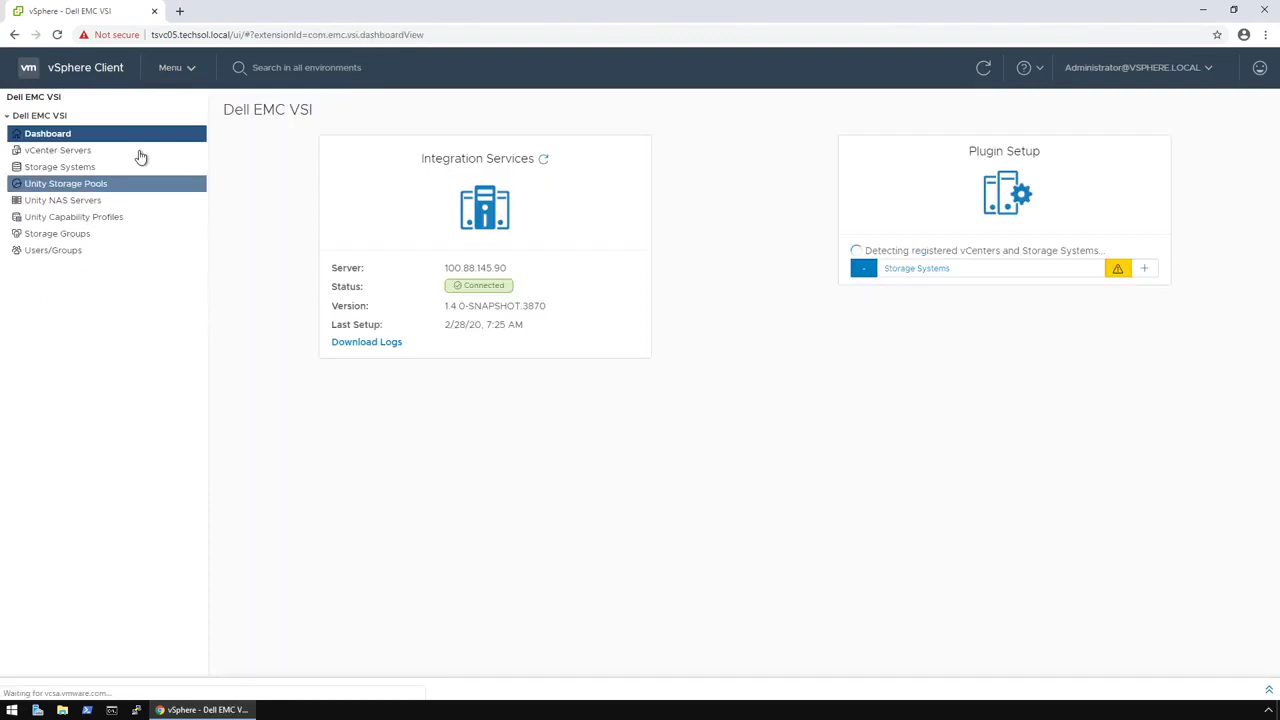 vSphere - Dell EMC VSI
Not secure
tsvc05.techsol.local/ui/#?extensionId=com.emc.vsi.dashboardView
vm
vSphere Client
Menu
Search in all environments
Administrator@VSPHERE.LOCAL
Dell EMC VSI
Dell EMC VSI
Dashboard
vCenter Servers
Storage Systems
Unity Storage Pools
Unity NAS Servers
Unity Capability Profiles
Storage Groups
Users/Groups
Dell EMC VSI
Integration Services
Server: 100.88.145.90
Status: Connected
Version: 1.4.0-SNAPSHOT.3870
Last Setup: 2/28/20, 7:25 AM
Download Logs
Plugin Setup
Detecting registered vCenters and Storage Systems...
- Storage Systems
Waiting for vcsa.vmware.com...
vSphere - Dell EMC V...